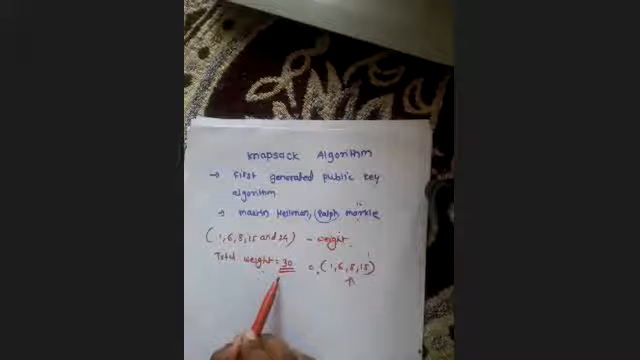 Knapsack Algorithm
→ First generated public key
algorithm
→ Martin Hellman, Ralph Markle
(1, 6, 8, 15 and 24) - weight
Total weight = 30 = (1, 6, 8, 15)